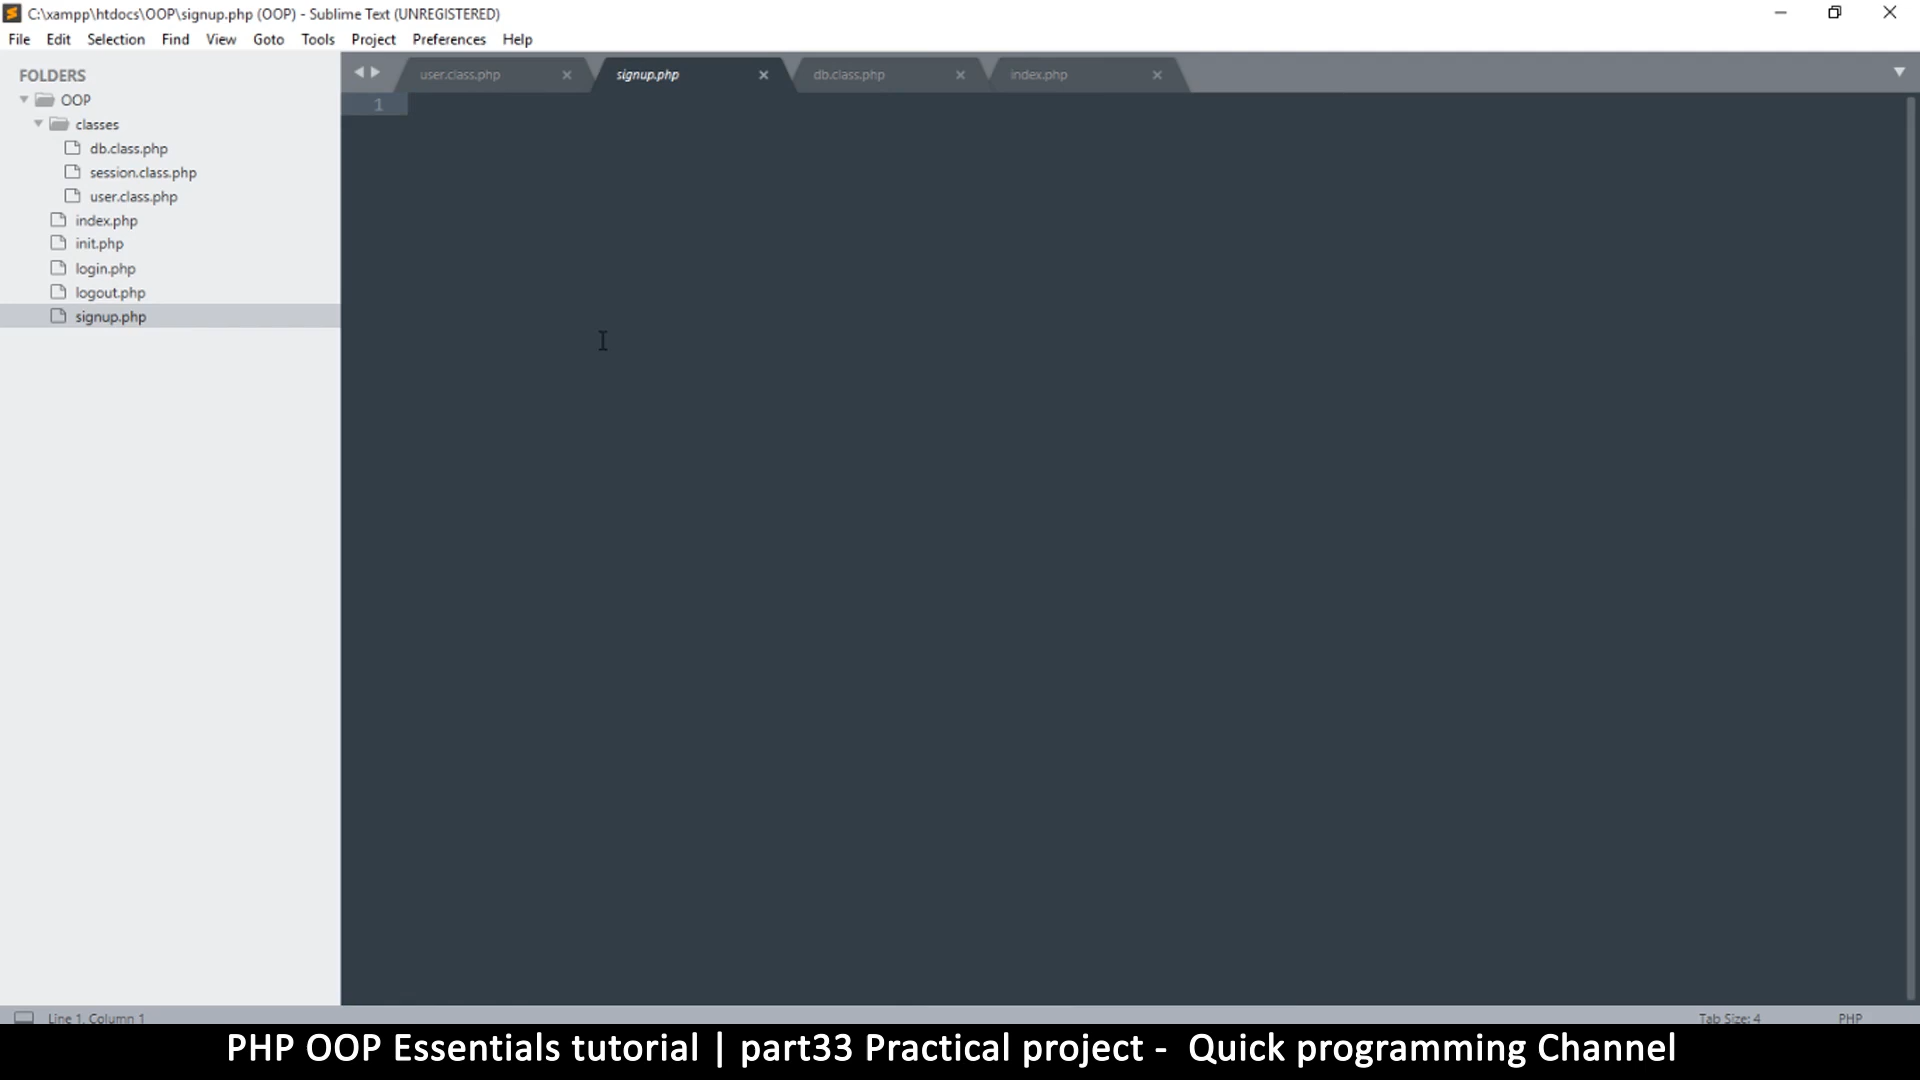 C:\xampp\htdocs\OOP\signup.php (OOP) - Sublime Text (UNREGISTERED)
File Edit Selection Find View Goto Tools Project Preferences Help
FOLDERS
OOP
classes
db.class.php
session.class.php
user.class.php
index.php
init.php
login.php
logout.php
signup.php
user.class.php signup.php db.class.php index.php
1
Line 1, Column 1 Tab Size: 4 PHP
PHP OOP Essentials tutorial | part33 Practical project - Quick programming Channel